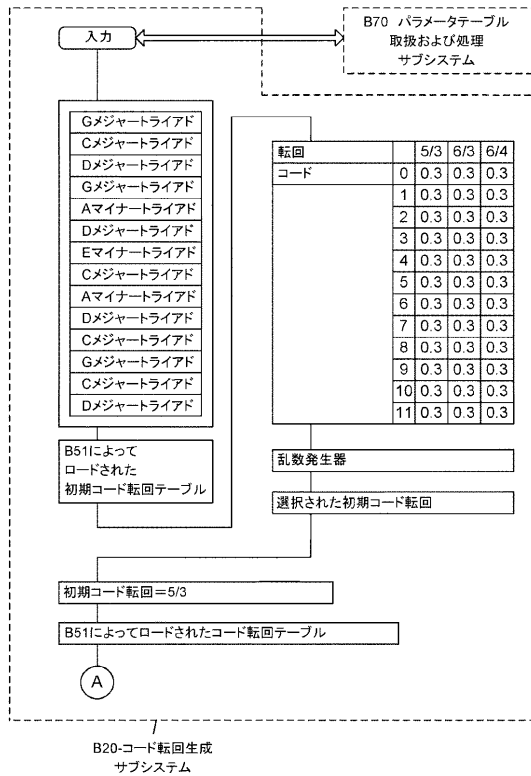 入力
B70 パラメータテーブル
取扱および処理
サブシステム
Gメジャートライアド
Cメジャートライアド
Dメジャートライアド
Gメジャートライアド
Aマイナートライアド
Dメジャートライアド
Eマイナートライアド
Cメジャートライアド
Aマイナートライアド
Dメジャートライアド
Cメジャートライアド
Gメジャートライアド
Cメジャートライアド
Dメジャートライアド
B51によって
ロードされた
初期コード転回テーブル
転回 5/3 6/3 6/4
コード 0 0.3 0.3 0.3
1 0.3 0.3 0.3
2 0.3 0.3 0.3
3 0.3 0.3 0.3
4 0.3 0.3 0.3
5 0.3 0.3 0.3
6 0.3 0.3 0.3
7 0.3 0.3 0.3
8 0.3 0.3 0.3
9 0.3 0.3 0.3
10 0.3 0.3 0.3
11 0.3 0.3 0.3
乱数発生器
選択された初期コード転回
初期コード転回=5/3
B51によってロードされたコード転回テーブル
A
B20-コード転回生成
サブシステム